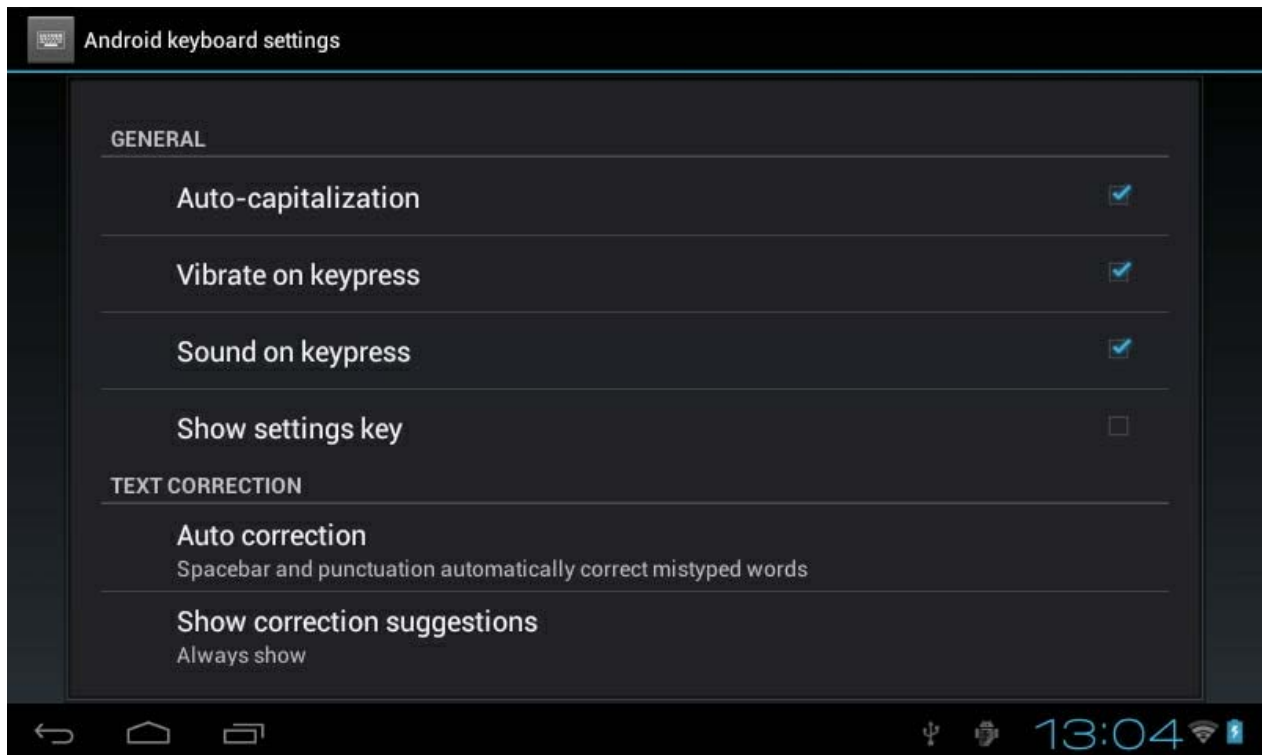 Android keyboard settings
GENERAL
Auto-capitalization
Vibrate on keypress
Sound on keypress
Show settings key
TEXT CORRECTION
Auto correction
Spacebar and punctuation automatically correct mistyped words
Show correction suggestions
Always show
13:04